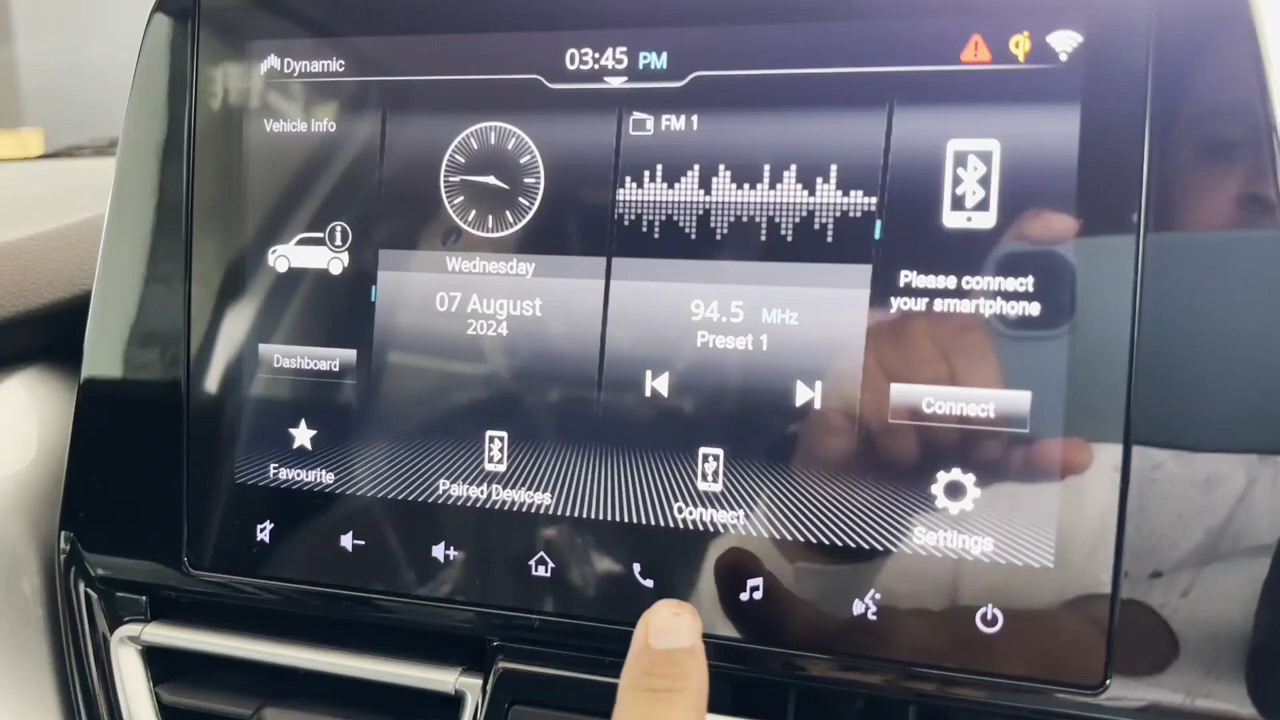 Dynamic
03:45 PM
Vehicle Info
Dashboard
Wednesday
07 August
2024
FM 1
94.5 MHz
Preset 1
Please connect
your smartphone
Connect
Favourite
Paired Devices
Connect
Settings